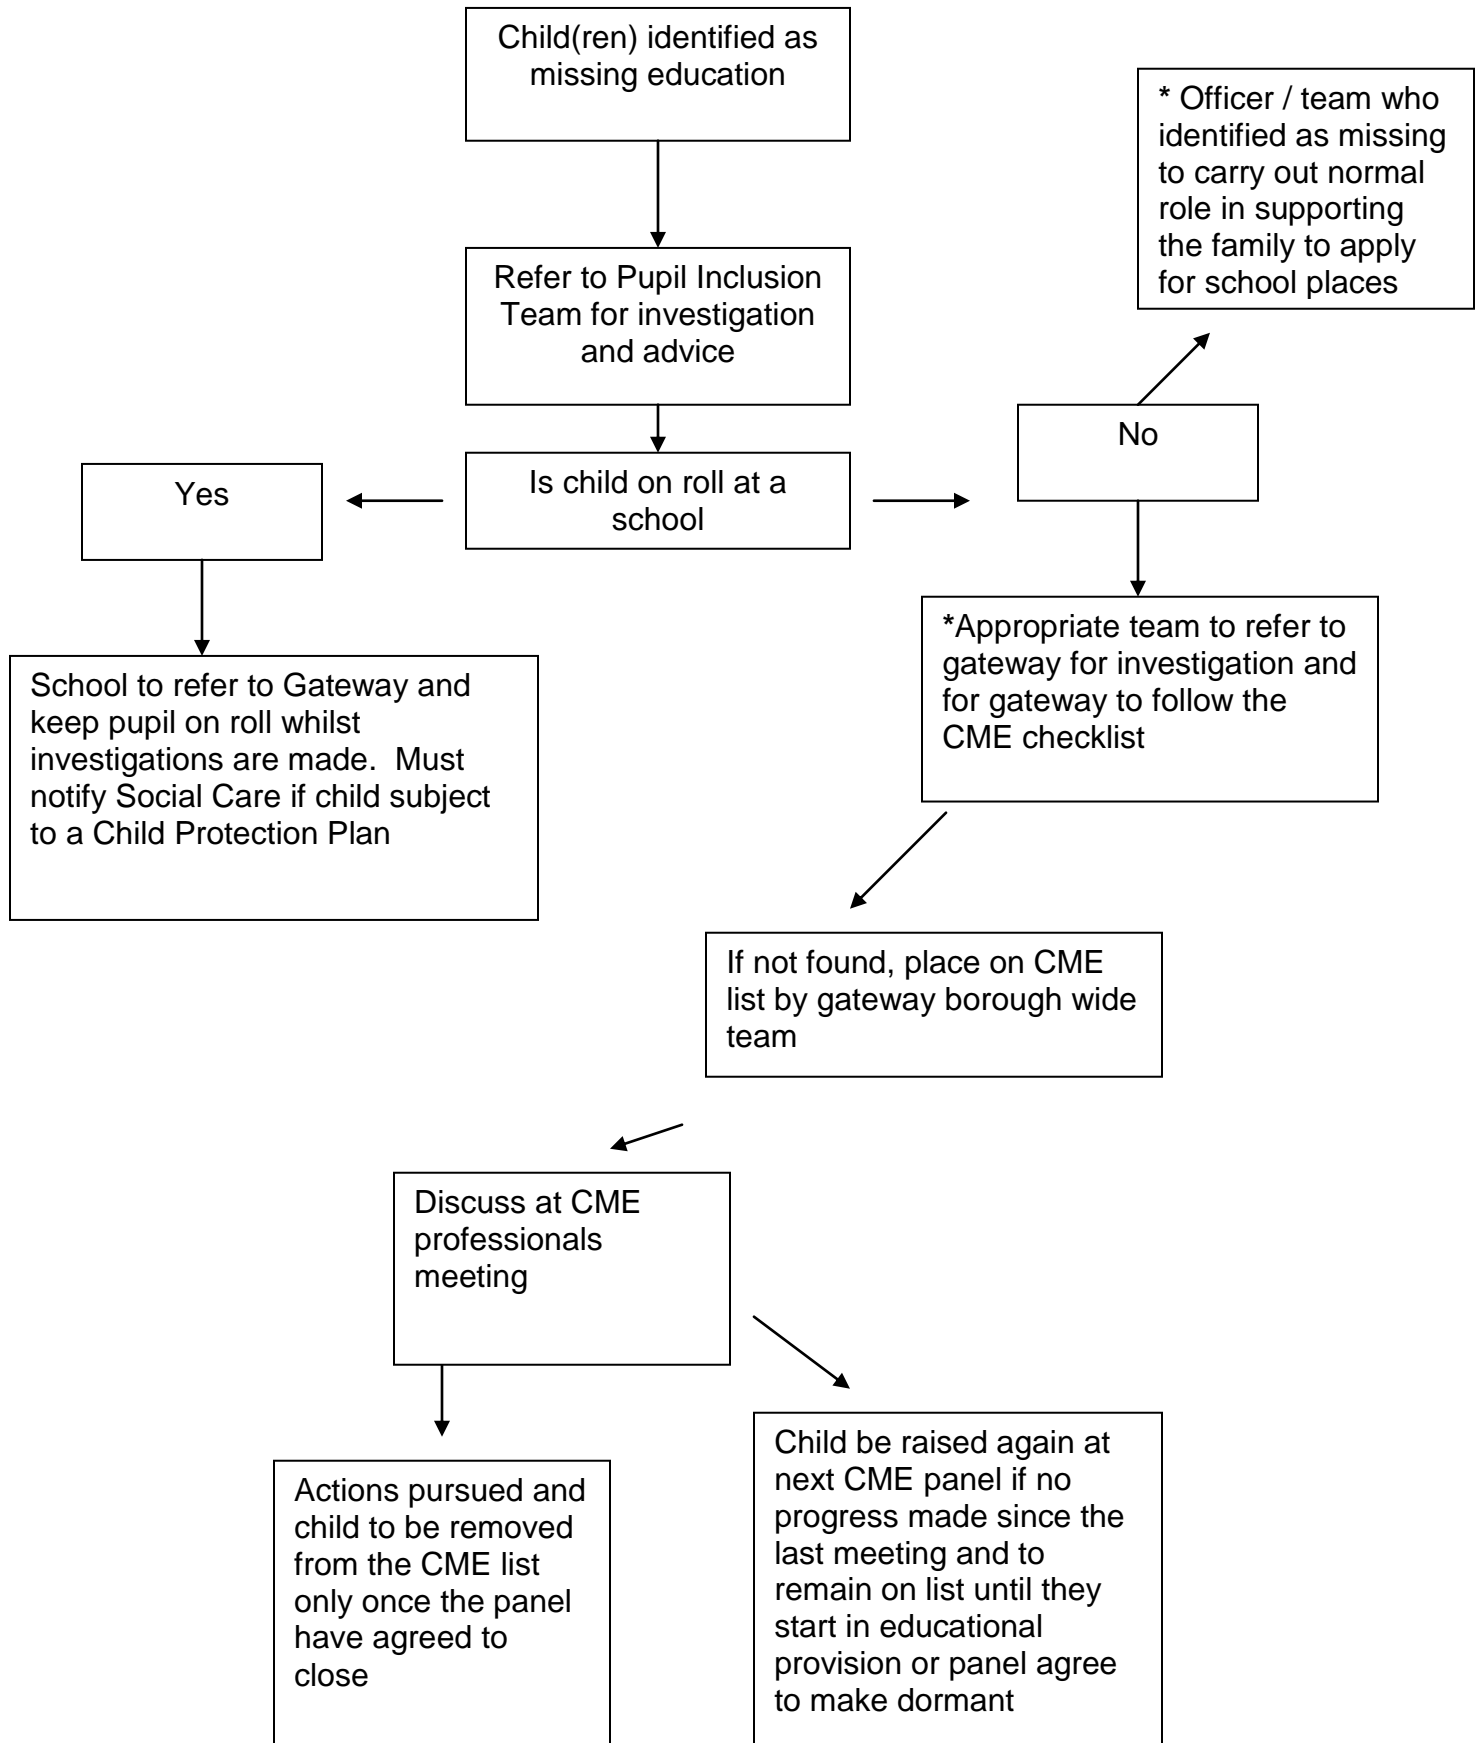 Child(ren) identified as
missing education
* Officer / team who
identified as missing
to carry out normal
role in supporting
the family to apply
for school places
Refer to Pupil Inclusion
Team for investigation
and advice
No
Yes
Is child on roll at a
school
*Appropriate team to refer to
gateway for investigation and
for gateway to follow the
CME checklist
School to refer to Gateway and
keep pupil on roll whilst
investigations are made.  Must
notify Social Care if child subject
to a Child Protection Plan
If not found, place on CME
list by gateway borough wide
team
Discuss at CME
professionals
meeting
Actions pursued and
child to be removed
from the CME list
only once the panel
have agreed to
close
Child be raised again at
next CME panel if no
progress made since the
last meeting and to
remain on list until they
start in educational
provision or panel agree
to make dormant